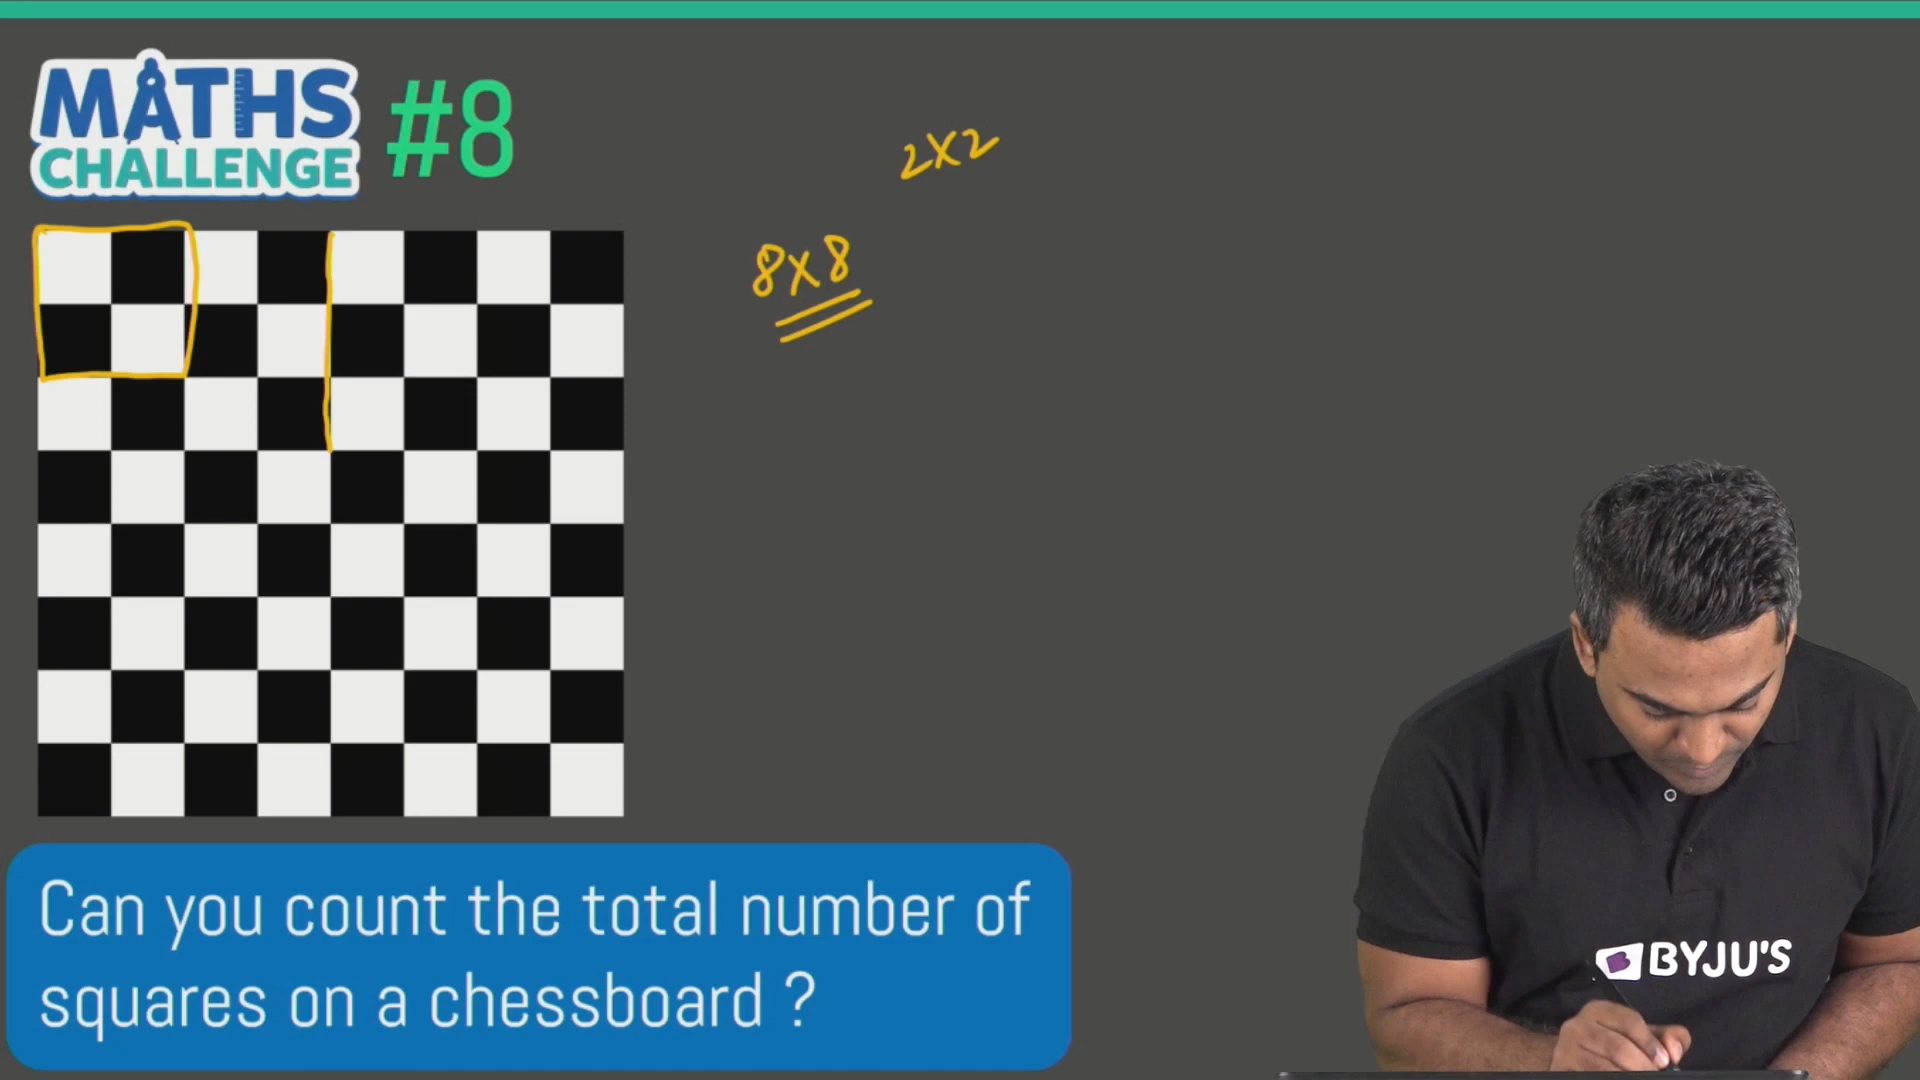 MATHS
CHALLENGE
#8
2X2
8X8
Can you count the total number of
squares on a chessboard ?
BYJU'S